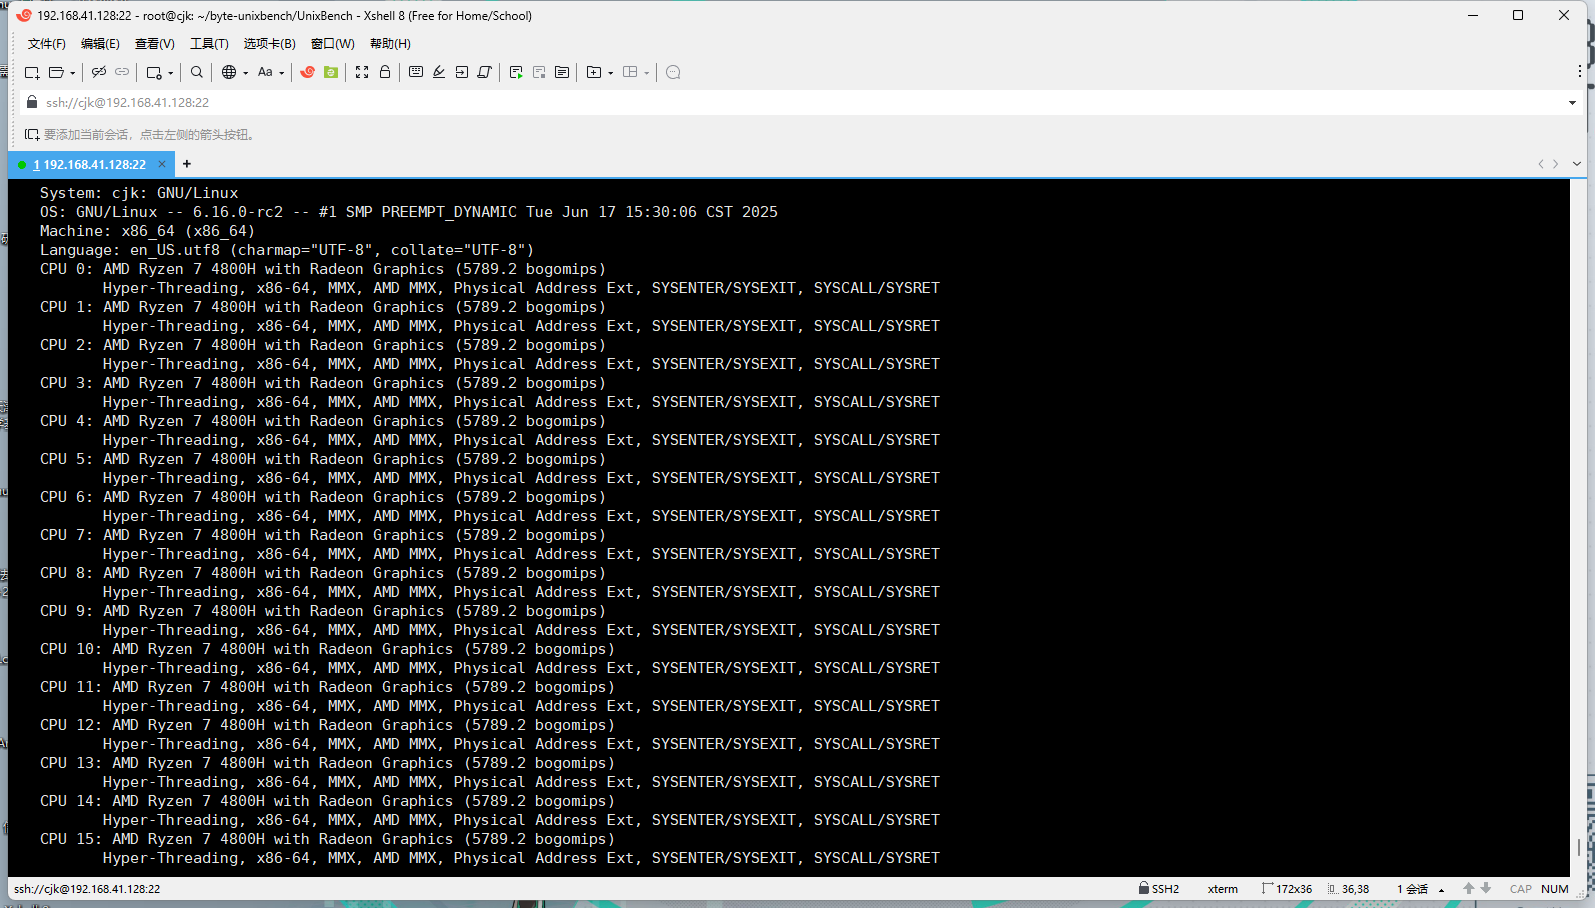 192.168.41.128:22 - root@cjk: ~/byte-unixbench/UnixBench - Xshell 8 (Free for Home/School)
文件(F) 编辑(E) 查看(V) 工具(T) 选项卡(B) 窗口(W) 帮助(H)
Aa
ssh://cjk@192.168.41.128:22
要添加当前会话，点击左侧的箭头按钮。
1 192.168.41.128:22
System: cjk: GNU/Linux
OS: GNU/Linux -- 6.16.0-rc2 -- #1 SMP PREEMPT_DYNAMIC Tue Jun 17 15:30:06 CST 2025
Machine: x86_64 (x86_64)
Language: en_US.utf8 (charmap="UTF-8", collate="UTF-8")
CPU 0: AMD Ryzen 7 4800H with Radeon Graphics (5789.2 bogomips)
Hyper-Threading, x86-64, MMX, AMD MMX, Physical Address Ext, SYSENTER/SYSEXIT, SYSCALL/SYSRET
CPU 1: AMD Ryzen 7 4800H with Radeon Graphics (5789.2 bogomips)
Hyper-Threading, x86-64, MMX, AMD MMX, Physical Address Ext, SYSENTER/SYSEXIT, SYSCALL/SYSRET
CPU 2: AMD Ryzen 7 4800H with Radeon Graphics (5789.2 bogomips)
Hyper-Threading, x86-64, MMX, AMD MMX, Physical Address Ext, SYSENTER/SYSEXIT, SYSCALL/SYSRET
CPU 3: AMD Ryzen 7 4800H with Radeon Graphics (5789.2 bogomips)
Hyper-Threading, x86-64, MMX, AMD MMX, Physical Address Ext, SYSENTER/SYSEXIT, SYSCALL/SYSRET
CPU 4: AMD Ryzen 7 4800H with Radeon Graphics (5789.2 bogomips)
Hyper-Threading, x86-64, MMX, AMD MMX, Physical Address Ext, SYSENTER/SYSEXIT, SYSCALL/SYSRET
CPU 5: AMD Ryzen 7 4800H with Radeon Graphics (5789.2 bogomips)
Hyper-Threading, x86-64, MMX, AMD MMX, Physical Address Ext, SYSENTER/SYSEXIT, SYSCALL/SYSRET
CPU 6: AMD Ryzen 7 4800H with Radeon Graphics (5789.2 bogomips)
Hyper-Threading, x86-64, MMX, AMD MMX, Physical Address Ext, SYSENTER/SYSEXIT, SYSCALL/SYSRET
CPU 7: AMD Ryzen 7 4800H with Radeon Graphics (5789.2 bogomips)
Hyper-Threading, x86-64, MMX, AMD MMX, Physical Address Ext, SYSENTER/SYSEXIT, SYSCALL/SYSRET
CPU 8: AMD Ryzen 7 4800H with Radeon Graphics (5789.2 bogomips)
Hyper-Threading, x86-64, MMX, AMD MMX, Physical Address Ext, SYSENTER/SYSEXIT, SYSCALL/SYSRET
CPU 9: AMD Ryzen 7 4800H with Radeon Graphics (5789.2 bogomips)
Hyper-Threading, x86-64, MMX, AMD MMX, Physical Address Ext, SYSENTER/SYSEXIT, SYSCALL/SYSRET
CPU 10: AMD Ryzen 7 4800H with Radeon Graphics (5789.2 bogomips)
Hyper-Threading, x86-64, MMX, AMD MMX, Physical Address Ext, SYSENTER/SYSEXIT, SYSCALL/SYSRET
CPU 11: AMD Ryzen 7 4800H with Radeon Graphics (5789.2 bogomips)
Hyper-Threading, x86-64, MMX, AMD MMX, Physical Address Ext, SYSENTER/SYSEXIT, SYSCALL/SYSRET
CPU 12: AMD Ryzen 7 4800H with Radeon Graphics (5789.2 bogomips)
Hyper-Threading, x86-64, MMX, AMD MMX, Physical Address Ext, SYSENTER/SYSEXIT, SYSCALL/SYSRET
CPU 13: AMD Ryzen 7 4800H with Radeon Graphics (5789.2 bogomips)
Hyper-Threading, x86-64, MMX, AMD MMX, Physical Address Ext, SYSENTER/SYSEXIT, SYSCALL/SYSRET
CPU 14: AMD Ryzen 7 4800H with Radeon Graphics (5789.2 bogomips)
Hyper-Threading, x86-64, MMX, AMD MMX, Physical Address Ext, SYSENTER/SYSEXIT, SYSCALL/SYSRET
CPU 15: AMD Ryzen 7 4800H with Radeon Graphics (5789.2 bogomips)
Hyper-Threading, x86-64, MMX, AMD MMX, Physical Address Ext, SYSENTER/SYSEXIT, SYSCALL/SYSRET
ssh://cjk@192.168.41.128:22 SSH2 xterm 172x36 36,38 1 会话 CAP NUM